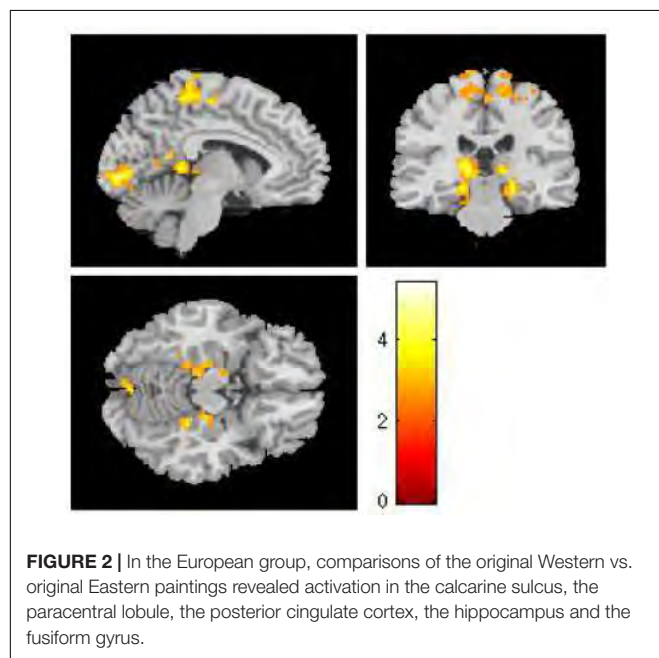 4
2
0
FIGURE 2 | In the European group, comparisons of the original Western vs.
original Eastern paintings revealed activation in the calcarine sulcus, the
paracentral lobule, the posterior cingulate cortex, the hippocampus and the
fusiform gyrus.